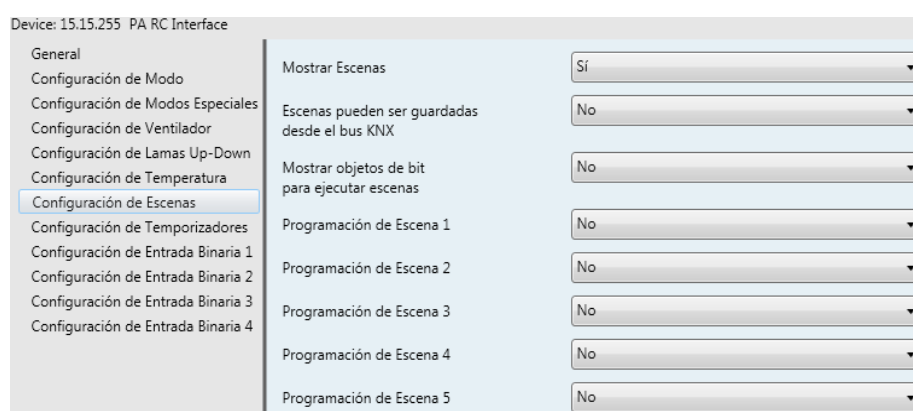 Device: 15.15.255 PA RC Interface
General
Configuración de Modo
Configuración de Modos Especiales
Configuración de Ventilador
Configuración de Lamas Up-Down
Configuración de Temperatura
Configuración de Escenas
Configuración de Temporizadores
Configuración de Entrada Binaria 1
Configuración de Entrada Binaria 2
Configuración de Entrada Binaria 3
Configuración de Entrada Binaria 4
Mostrar Escenas
Sí
Escenas pueden ser guardadas
desde el bus KNX
No
Mostrar objetos de bit
para ejecutar escenas
No
Programación de Escena 1
No
Programación de Escena 2
No
Programación de Escena 3
No
Programación de Escena 4
No
Programación de Escena 5
No